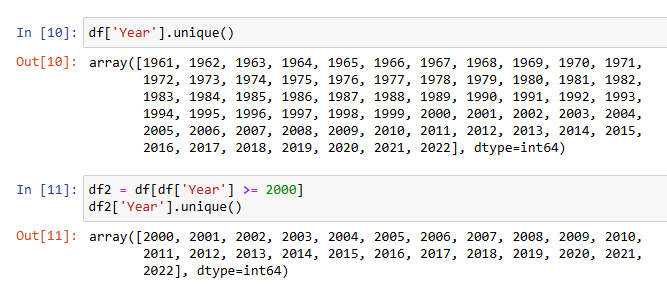 In [10]: df['Year'].unique()
Out[10]: array([1961, 1962, 1963, 1964, 1965, 1966, 1967, 1968, 1969, 1970, 1971,
1972, 1973, 1974, 1975, 1976, 1977, 1978, 1979, 1980, 1981, 1982,
1983, 1984, 1985, 1986, 1987, 1988, 1989, 1990, 1991, 1992, 1993,
1994, 1995, 1996, 1997, 1998, 1999, 2000, 2001, 2002, 2003, 2004,
2005, 2006, 2007, 2008, 2009, 2010, 2011, 2012, 2013, 2014, 2015,
2016, 2017, 2018, 2019, 2020, 2021, 2022], dtype=int64)
In [11]: df2 = df[df['Year'] >= 2000]
df2['Year'].unique()
Out[11]: array([2000, 2001, 2002, 2003, 2004, 2005, 2006, 2007, 2008, 2009, 2010,
2011, 2012, 2013, 2014, 2015, 2016, 2017, 2018, 2019, 2020, 2021,
2022], dtype=int64)